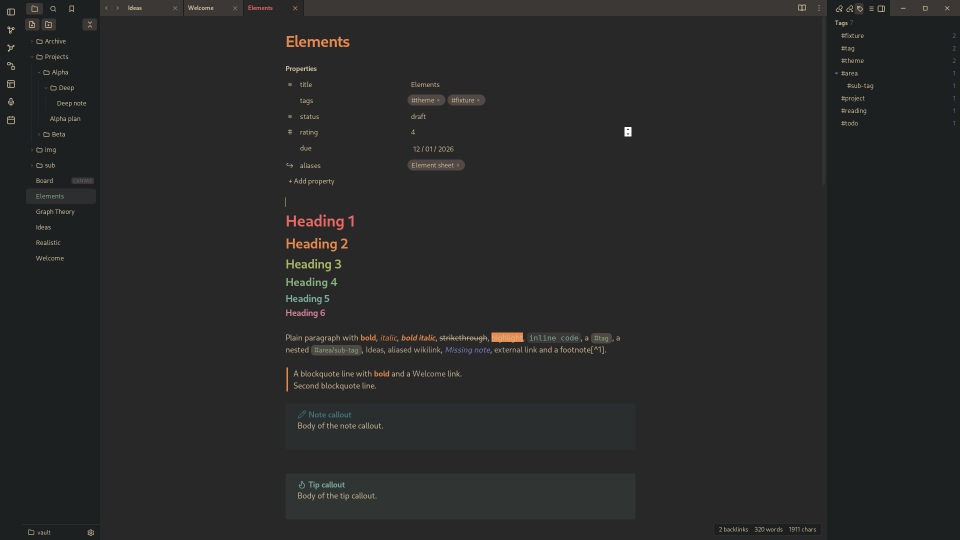 Ideas
Welcome
Elements
Archive
Projects
Alpha
Deep
Deep note
Alpha plan
Beta
img
sub
Board
Elements
Graph Theory
Ideas
Realistic
Welcome
vault
Elements
Properties
title Elements
tags #theme × #fixture ×
status draft
rating 4
due 12/01/2026
aliases Element sheet ×
+ Add property
Heading 1
Heading 2
Heading 3
Heading 4
Heading 5
Heading 6
Plain paragraph with bold, italic, bold italic, strikethrough, highlight, inline code, a #tag, a
nested #area/sub-tag, Ideas, aliased wikilink, Missing note, external link and a footnote[^1].
A blockquote line with bold and a Welcome link.
Second blockquote line.
Note callout
Body of the note callout.
Tip callout
Body of the tip callout.
2 backlinks 320 words 1911 chars
Tags 7
#fixture 2
#tag 2
#theme 2
#area 1
#sub-tag 1
#project 1
#reading 1
#todo 1